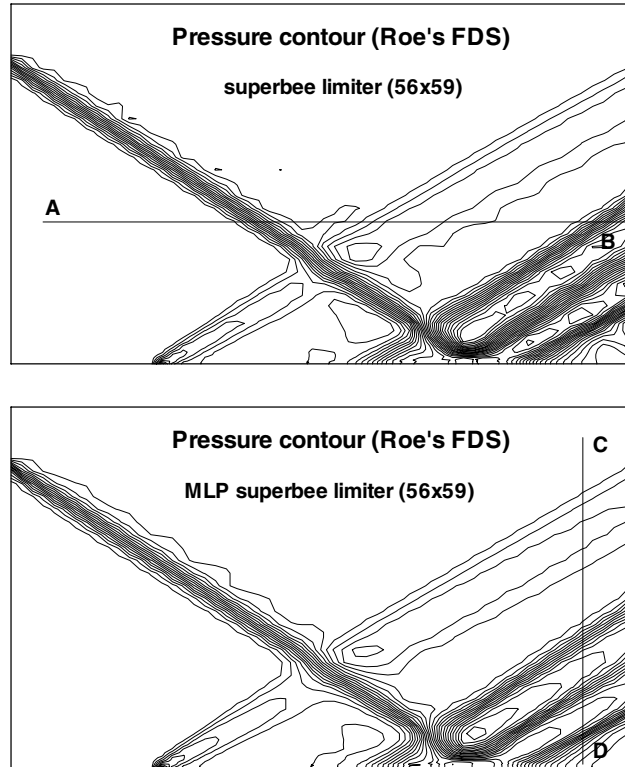 Pressure contour (Roe's FDS)
superbee limiter (56x59)
A
B
Pressure contour (Roe's FDS)
C
MLP superbee limiter (56x59)
D